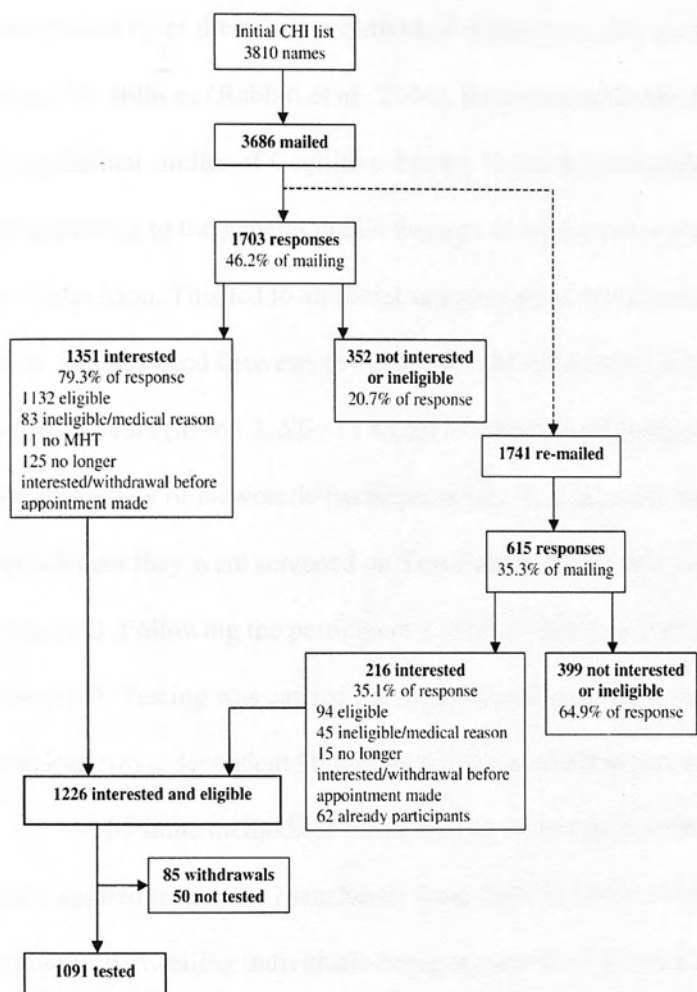 Initial CHI list
3810 names
3686 mailed
1703 responses
46.2% of mailing
1351 interested
79.3% of response
1132 eligible
83 ineligible/medical reason
11 no MHT
125 no longer
interested/withdrawal before
appointment made
352 not interested
or ineligible
20.7% of response
1741 re-mailed
615 responses
35.3% of mailing
216 interested
35.1% of response
94 eligible
45 ineligible/medical reason
15 no longer
interested/withdrawal before
appointment made
62 already participants
399 not interested
or ineligible
64.9% of response
1226 interested and eligible
85 withdrawals
50 not tested
1091 tested